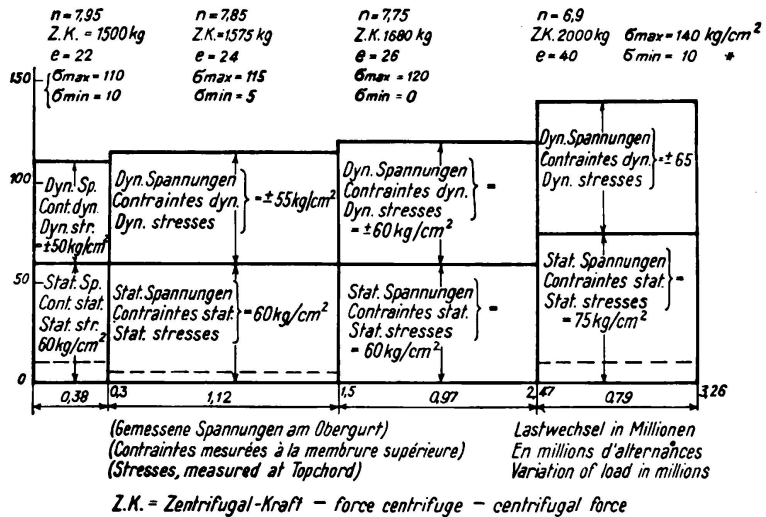 n = 7,95
Z.K. = 1500 kg
e = 22
σmax = 110
σmin = 10
n = 7,85
Z.K. = 1575 kg
e = 24
σmax = 115
σmin = 5
n = 7,75
Z.K. 1680 kg
e = 26
σmax = 120
σmin = 0
n = 6,9
Z.K. 2000 kg σmax = 140 kg/cm²
e = 40 σmin = 10 "
150
100
50
0
Dyn. Sp.
Cont. dyn.
Dyn. str.
= ±50 kg/cm²
Stat. Sp.
Cont. stat.
Stat. str.
60 kg/cm²
Dyn. Spannungen
Contraintes dyn. = ±55 kg/cm²
Dyn. stresses
Stat. Spannungen
Contraintes stat. = 60 kg/cm²
Stat. stresses
Dyn. Spannungen
Contraintes dyn. =
Dyn. stresses
= ±60 kg/cm²
Stat. Spannungen
Contraintes stat. =
Stat. stresses
= 60 kg/cm²
Dyn. Spannungen
Contraintes dyn. = ±65
Dyn. stresses
Stat. Spannungen
Contraintes stat. =
Stat. stresses
= 75 kg/cm²
0,38 0,3 1,12 1,5 0,97 2,47 0,79 3,26
(Gemessene Spannungen am Obergurt)
(Contraintes mesurées à la membrure supérieure)
(Stresses, measured at Topchord)
Lastwechsel in Millionen
En millions d'alternances
Variation of load in millions
Z.K. = Zentrifugal-Kraft – force centrifuge – centrifugal force